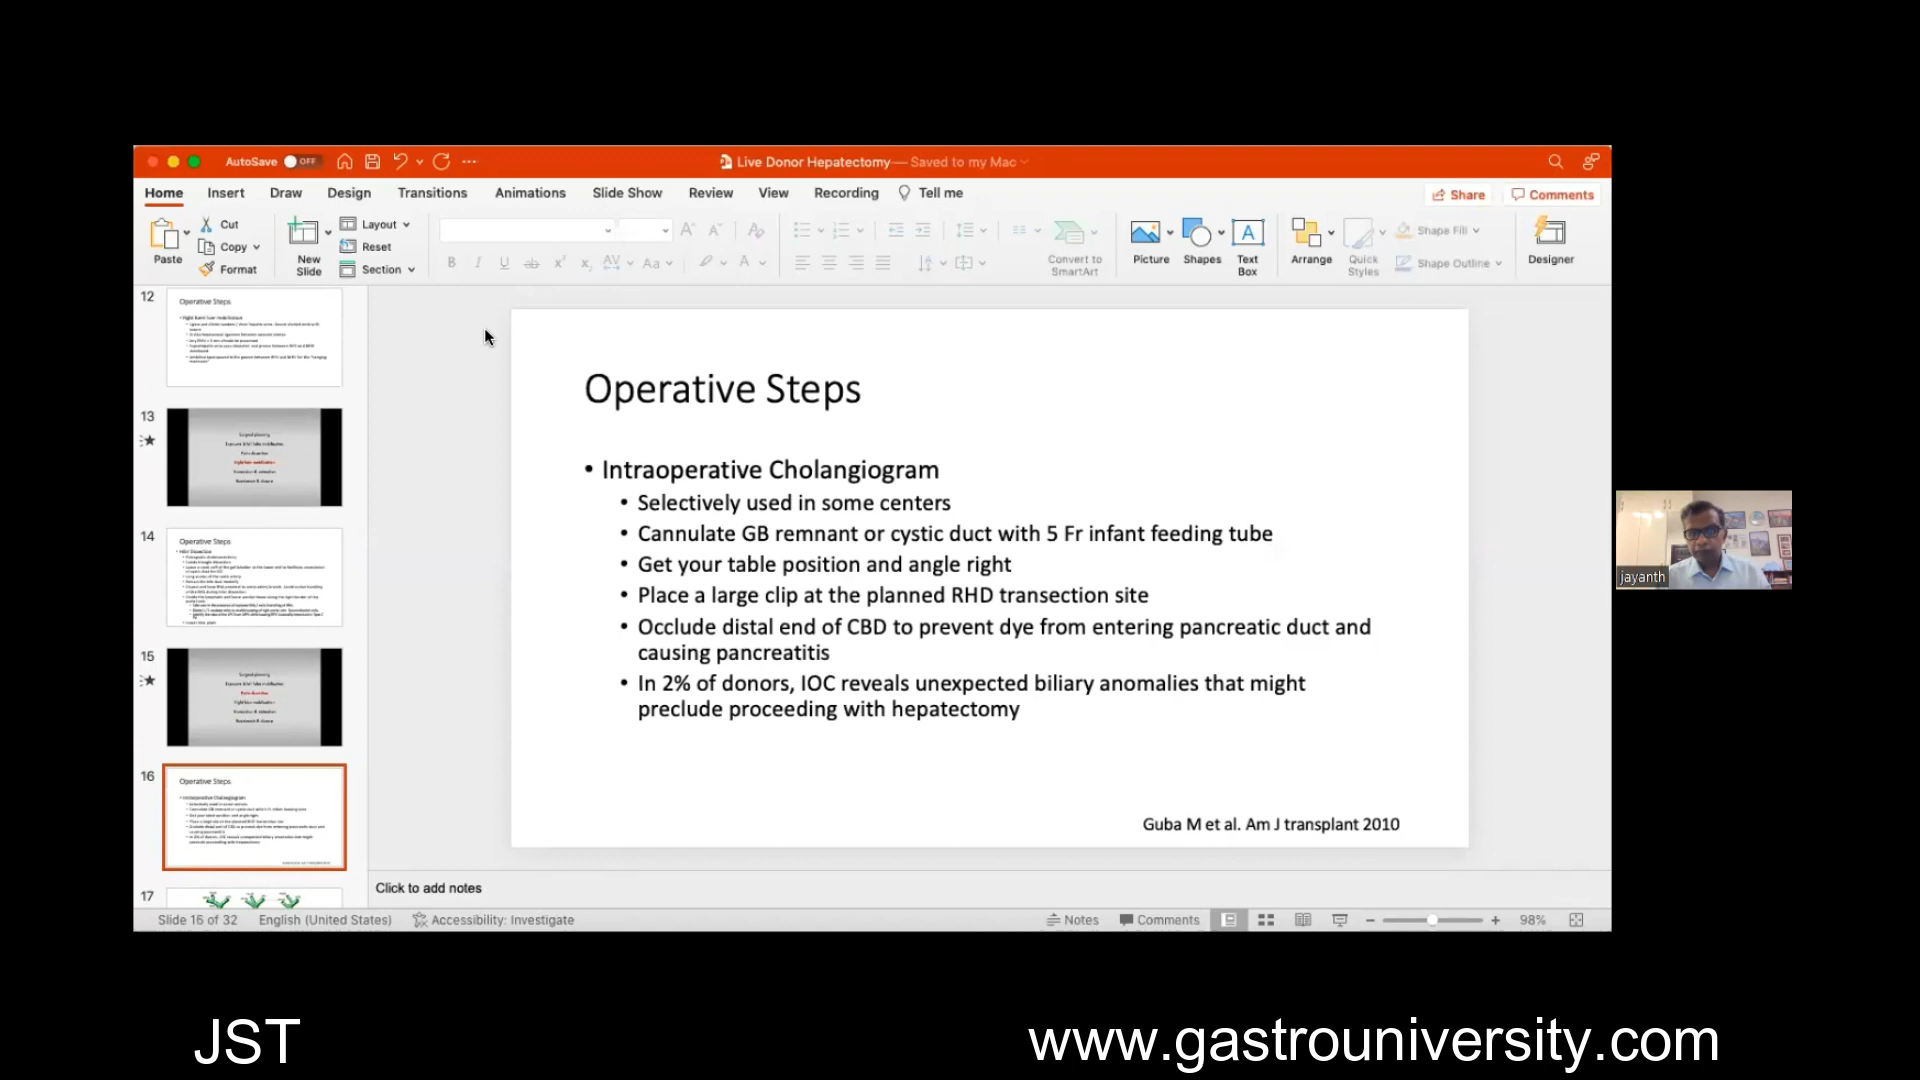 AutoSave OFF
Live Donor Hepatectomy — Saved to my Mac
Home Insert Draw Design Transitions Animations Slide Show Review View Recording Tell me
Share Comments
Paste
Cut
Copy
Format
New
Slide
Layout
Reset
Section
Convert to
SmartArt
Picture
Shapes
Text
Box
Arrange
Quick
Styles
Shape Fill
Shape Outline
Designer
12
Operative Steps
13
14
Operative Steps
15
16
Operative Steps
17
Operative Steps
• Intraoperative Cholangiogram
• Selectively used in some centers
• Cannulate GB remnant or cystic duct with 5 Fr infant feeding tube
• Get your table position and angle right
• Place a large clip at the planned RHD transection site
• Occlude distal end of CBD to prevent dye from entering pancreatic duct and
causing pancreatitis
• In 2% of donors, IOC reveals unexpected biliary anomalies that might
preclude proceeding with hepatectomy
Guba M et al. Am J transplant 2010
jayanth
Click to add notes
Slide 16 of 32 English (United States) Accessibility: Investigate
Notes Comments 98%
JST
www.gastrouniversity.com